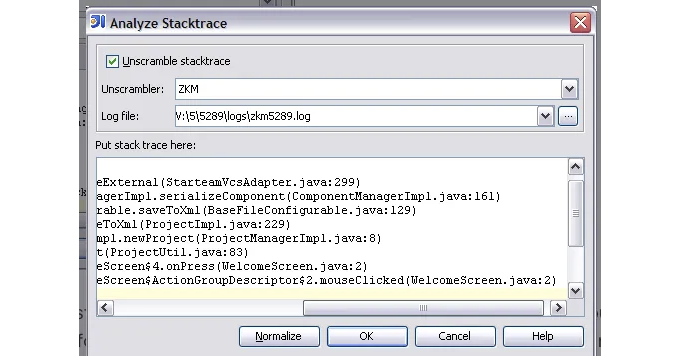 Analyze Stacktrace
Unscramble stacktrace
Unscrambler: ZKM
Log file: V:\5\5289\logs\zkm5289.log ...
Put stack trace here:
eExternal(StarteamVcsAdapter.java:299)
agerImpl.serializeComponent(ComponentManagerImpl.java:161)
rable.saveToXml(BaseFileConfigurable.java:129)
eToXml(ProjectImpl.java:229)
mpl.newProject(ProjectManagerImpl.java:8)
t(ProjectUtil.java:83)
eScreen$4.onPress(WelcomeScreen.java:2)
eScreen$ActionGroupDescriptor$2.mouseClicked(WelcomeScreen.java:2)
Normalize OK Cancel Help